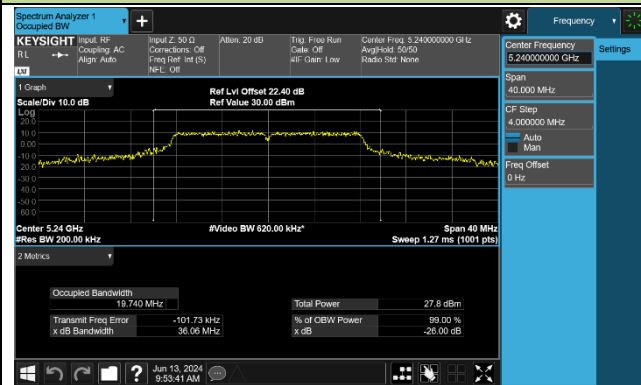 Spectrum Analyzer 1
Occupied BW
Frequency
KEYSIGHT
RL
LXI
Input: RF
Coupling: AC
Align: Auto
Input Z: 50 Ω
Corrections: Off
Freq Ref: Int (S)
NFE: Off
Atten: 20 dB
Trig: Free Run
Gate: Off
#IF Gain: Low
Center Freq: 5.240000000 GHz
Avg|Hold: 50/50
Radio Std: None
Center Frequency
5.240000000 GHz
Settings
Span
40.000 MHz
CF Step
4.000000 MHz
Auto
Man
Freq Offset
0 Hz
1 Graph
Scale/Div 10.0 dB
Ref Lvl Offset 22.40 dB
Ref Value 30.00 dBm
Log
20.0
10.0
0.00
-10.0
-20.0
-30.0
-40.0
-50.0
-60.0
Center 5.24 GHz
#Res BW 200.00 kHz
#Video BW 620.00 kHz*
Span 40 MHz
Sweep 1.27 ms (1001 pts)
2 Metrics
Occupied Bandwidth
19.740 MHz
Total Power 27.8 dBm
Transmit Freq Error -101.73 kHz
% of OBW Power 99.00 %
x dB Bandwidth 36.06 MHz
x dB -26.00 dB
Jun 13, 2024
9:53:41 AM